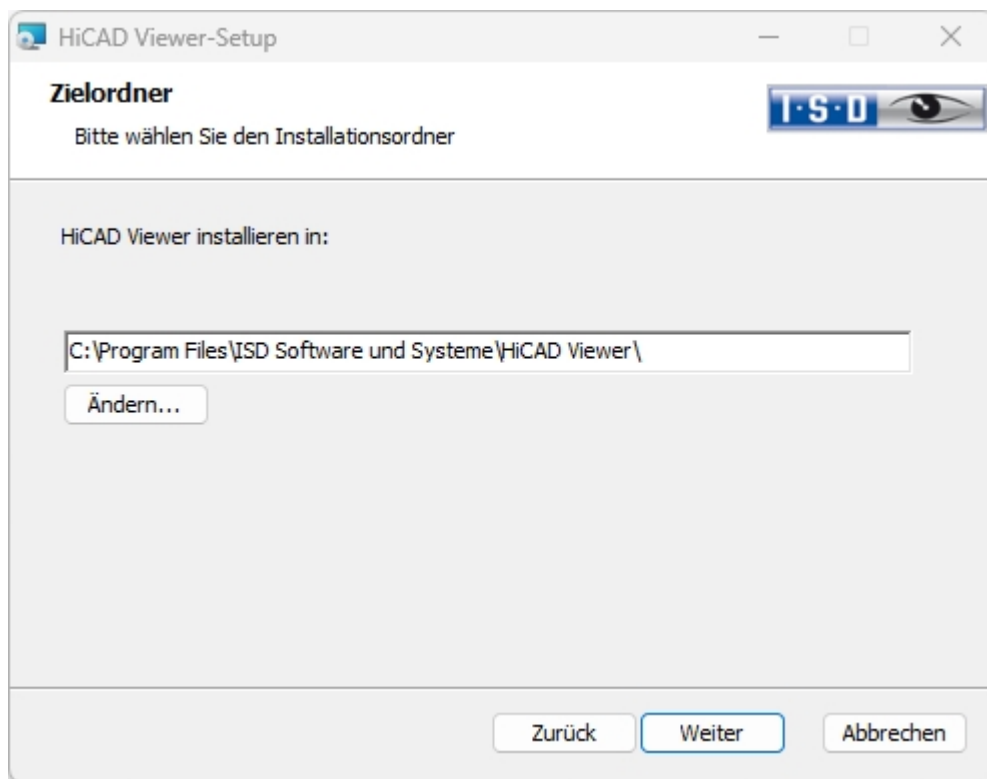 HiCAD Viewer-Setup
Zielordner
Bitte wählen Sie den Installationsordner
I·S·D
HiCAD Viewer installieren in:
C:\Program Files\ISD Software und Systeme\HiCAD Viewer\
Ändern...
Zurück Weiter Abbrechen